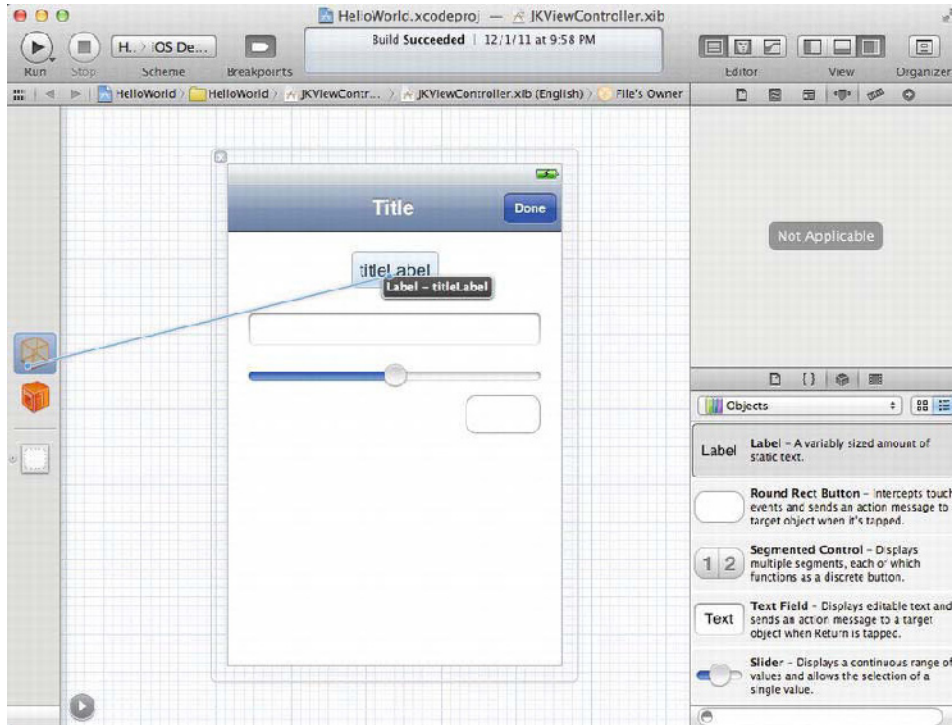 HelloWorld.xcodeproj — JKViewController.xib
H.. › iOS De...
Build Succeeded | 12/1/11 at 9:58 PM
Run
Stop
Scheme
Breakpoints
Editor
View
Organizer
HelloWorld › HelloWorld › JKViewContr... › JKViewController.xib (English) › File's Owner
Title
Done
titleLabel
Label – titleLabel
Not Applicable
Objects
Label
Label – A variably sized amount of
static text.
Round Rect Button – Intercepts touch
events and sends an action message to
target object when it's tapped.
1 2
Segmented Control – Displays
multiple segments, each of which
functions as a discrete button.
Text
Text Field – Displays editable text and
sends an action message to a target
object when Return is tapped.
Slider – Displays a continuous range of
values and allows the selection of a
single value.